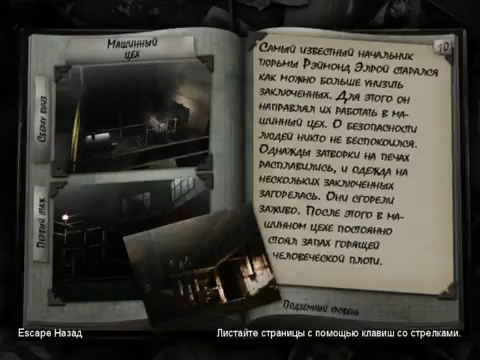 Машинный
цех
Сверху вниз
Первый этаж
10
Самый известный начальник
тюрьмы Рэймонд Элрой старался
как можно больше унизить
заключенных. Для этого он
направлял их работать в ма-
шинный цех. О безопасности
людей никто не беспокоился.
Однажды затворки на печах
расплавились, и одежда на
нескольких заключенных
загорелась. Они сгорели
заживо. После этого в ма-
шинном цехе постоянно
стоял запах горящей
человеческой плоти.
Подземный уровень
Escape Назад
Листайте страницы с помощью клавиш со стрелками.